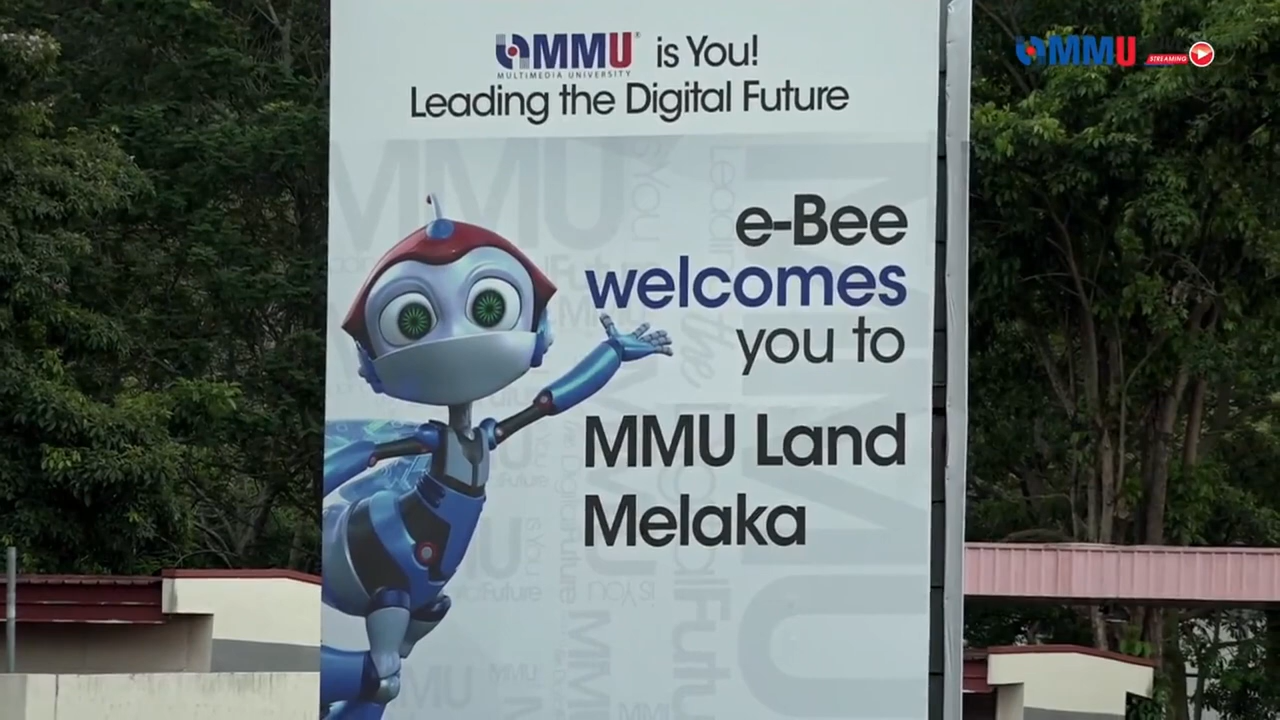 MMU is You!
MULTIMEDIA UNIVERSITY
Leading the Digital Future
e-Bee
welcomes
you to
MMU Land
Melaka
MMU STREAMING